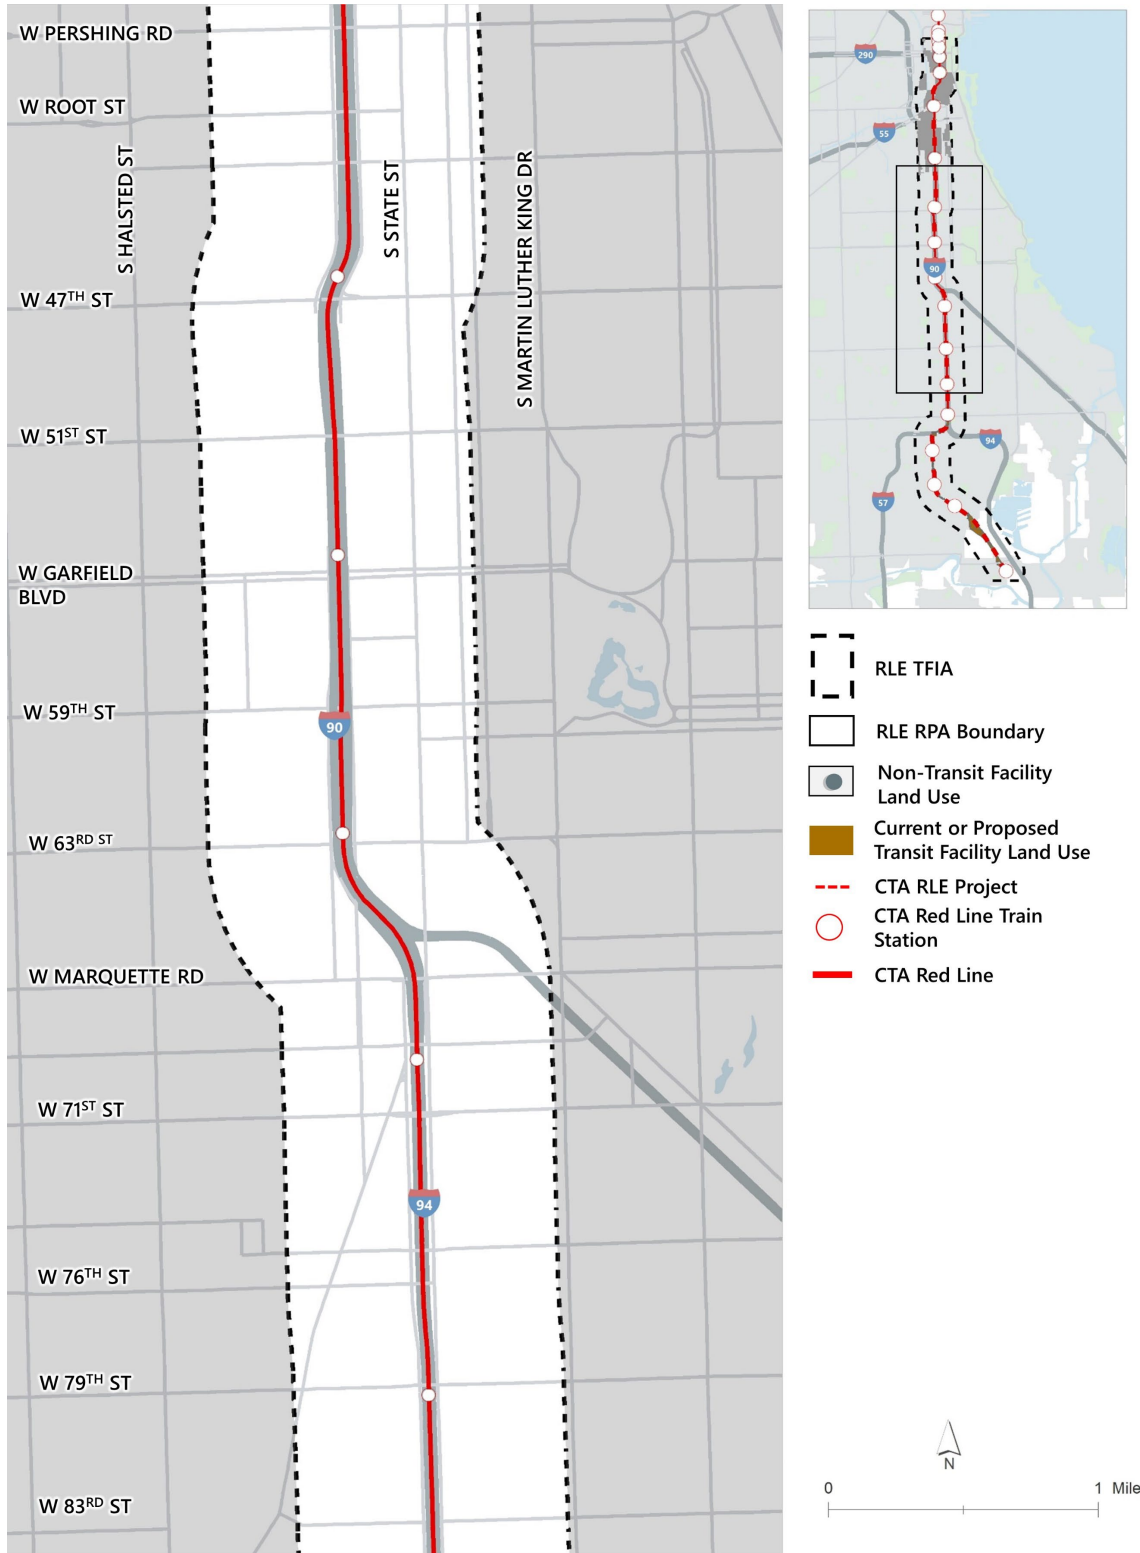 W PERSHING RD
W ROOT ST
S HALSTED ST
S STATE ST
S MARTIN LUTHER KING DR
W 47TH ST
W 51ST ST
W GARFIELD
BLVD
W 59TH ST
90
W 63RD ST
W MARQUETTE RD
W 71ST ST
94
W 76TH ST
W 79TH ST
W 83RD ST
290
55
90
94
57
RLE TFIA
RLE RPA Boundary
Non-Transit Facility
Land Use
Current or Proposed
Transit Facility Land Use
CTA RLE Project
CTA Red Line Train
Station
CTA Red Line
N
0 1 Mile